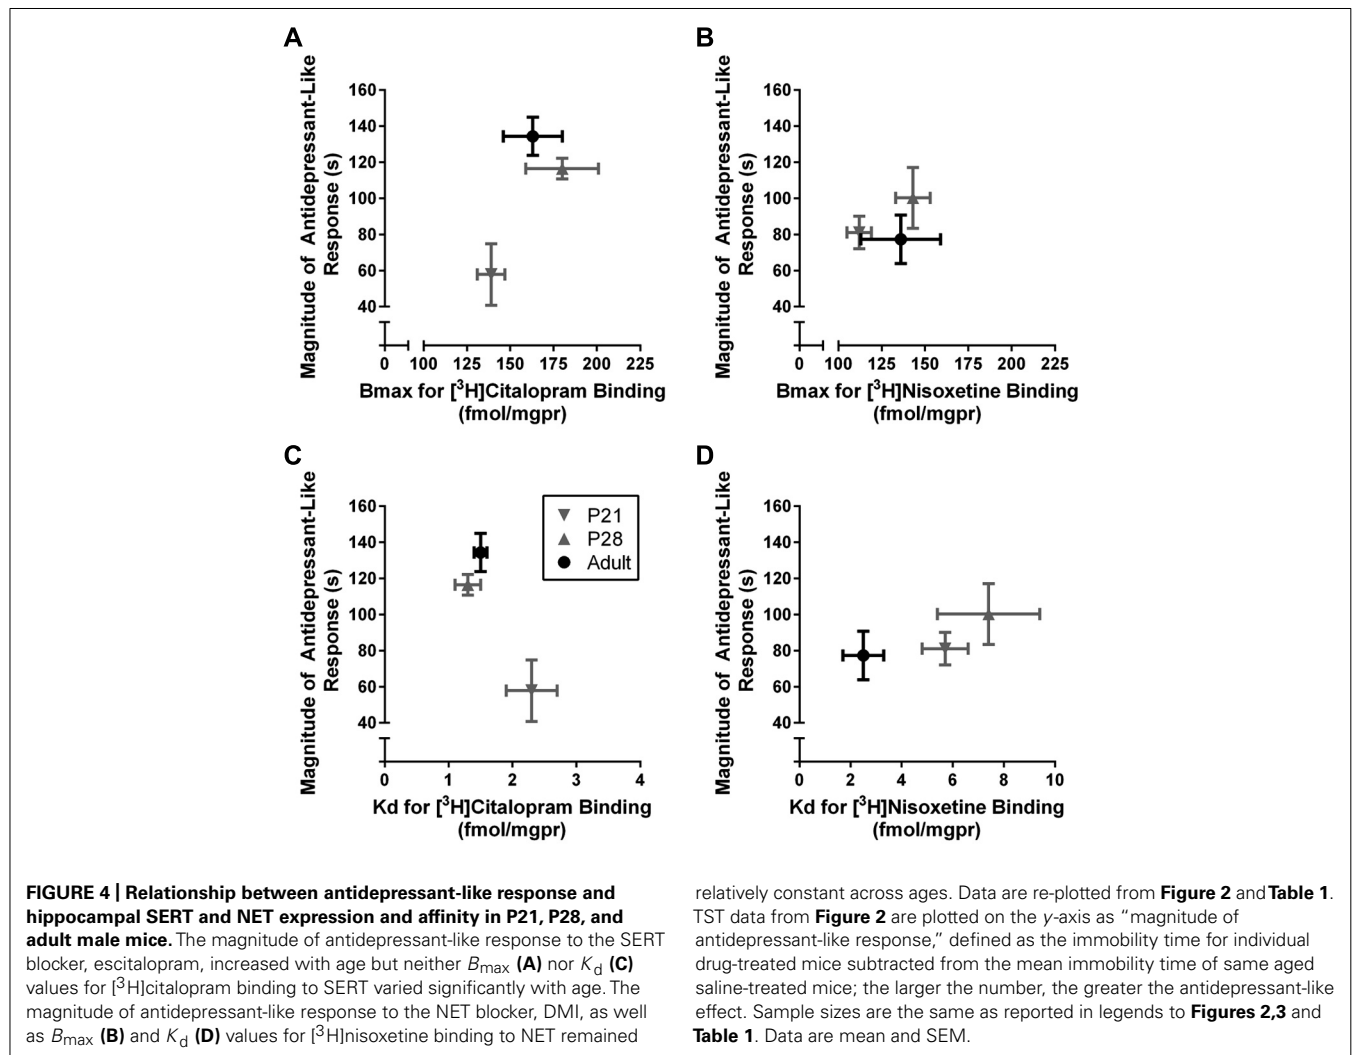 A
Magnitude of Antidepressant-Like
Response (s)
160
140
120
100
80
60
40
0 100 125 150 175 200 225
Bmax for [³H]Citalopram Binding
(fmol/mgpr)
B
Magnitude of Antidepressant-Like
Response (s)
160
140
120
100
80
60
40
0 100 125 150 175 200 225
Bmax for [³H]Nisoxetine Binding
(fmol/mgpr)
C
Magnitude of Antidepressant-Like
Response (s)
160
140
120
100
80
60
40
P21
P28
Adult
0 1 2 3 4
Kd for [³H]Citalopram Binding
(fmol/mgpr)
D
Magnitude of Antidepressant-Like
Response (s)
160
140
120
100
80
60
40
0 2 4 6 8 10
Kd for [³H]Nisoxetine Binding
(fmol/mgpr)
FIGURE 4 | Relationship between antidepressant-like response and
hippocampal SERT and NET expression and affinity in P21, P28, and
adult male mice. The magnitude of antidepressant-like response to the SERT
blocker, escitalopram, increased with age but neither Bmax (A) nor Kd (C)
values for [³H]citalopram binding to SERT varied significantly with age. The
magnitude of antidepressant-like response to the NET blocker, DMI, as well
as Bmax (B) and Kd (D) values for [³H]nisoxetine binding to NET remained
relatively constant across ages. Data are re-plotted from Figure 2 and Table 1.
TST data from Figure 2 are plotted on the y-axis as “magnitude of
antidepressant-like response,” defined as the immobility time for individual
drug-treated mice subtracted from the mean immobility time of same aged
saline-treated mice; the larger the number, the greater the antidepressant-like
effect. Sample sizes are the same as reported in legends to Figures 2,3 and
Table 1. Data are mean and SEM.